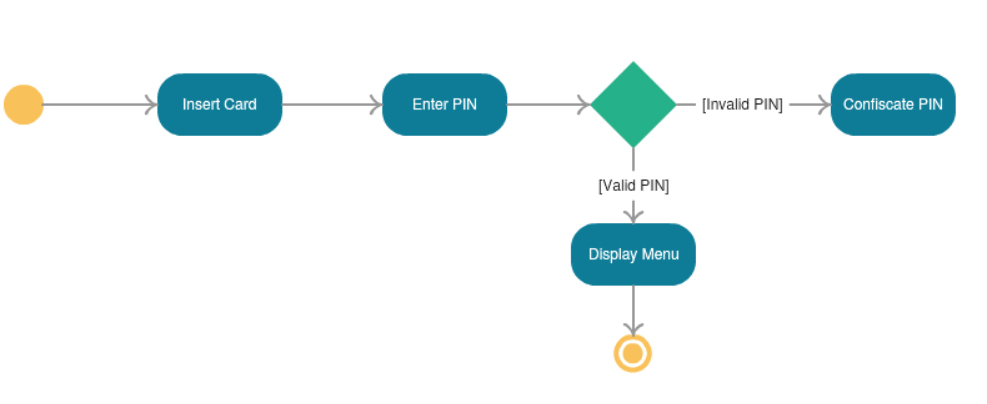 Insert Card
Enter PIN
[Invalid PIN]
Confiscate PIN
[Valid PIN]
Display Menu